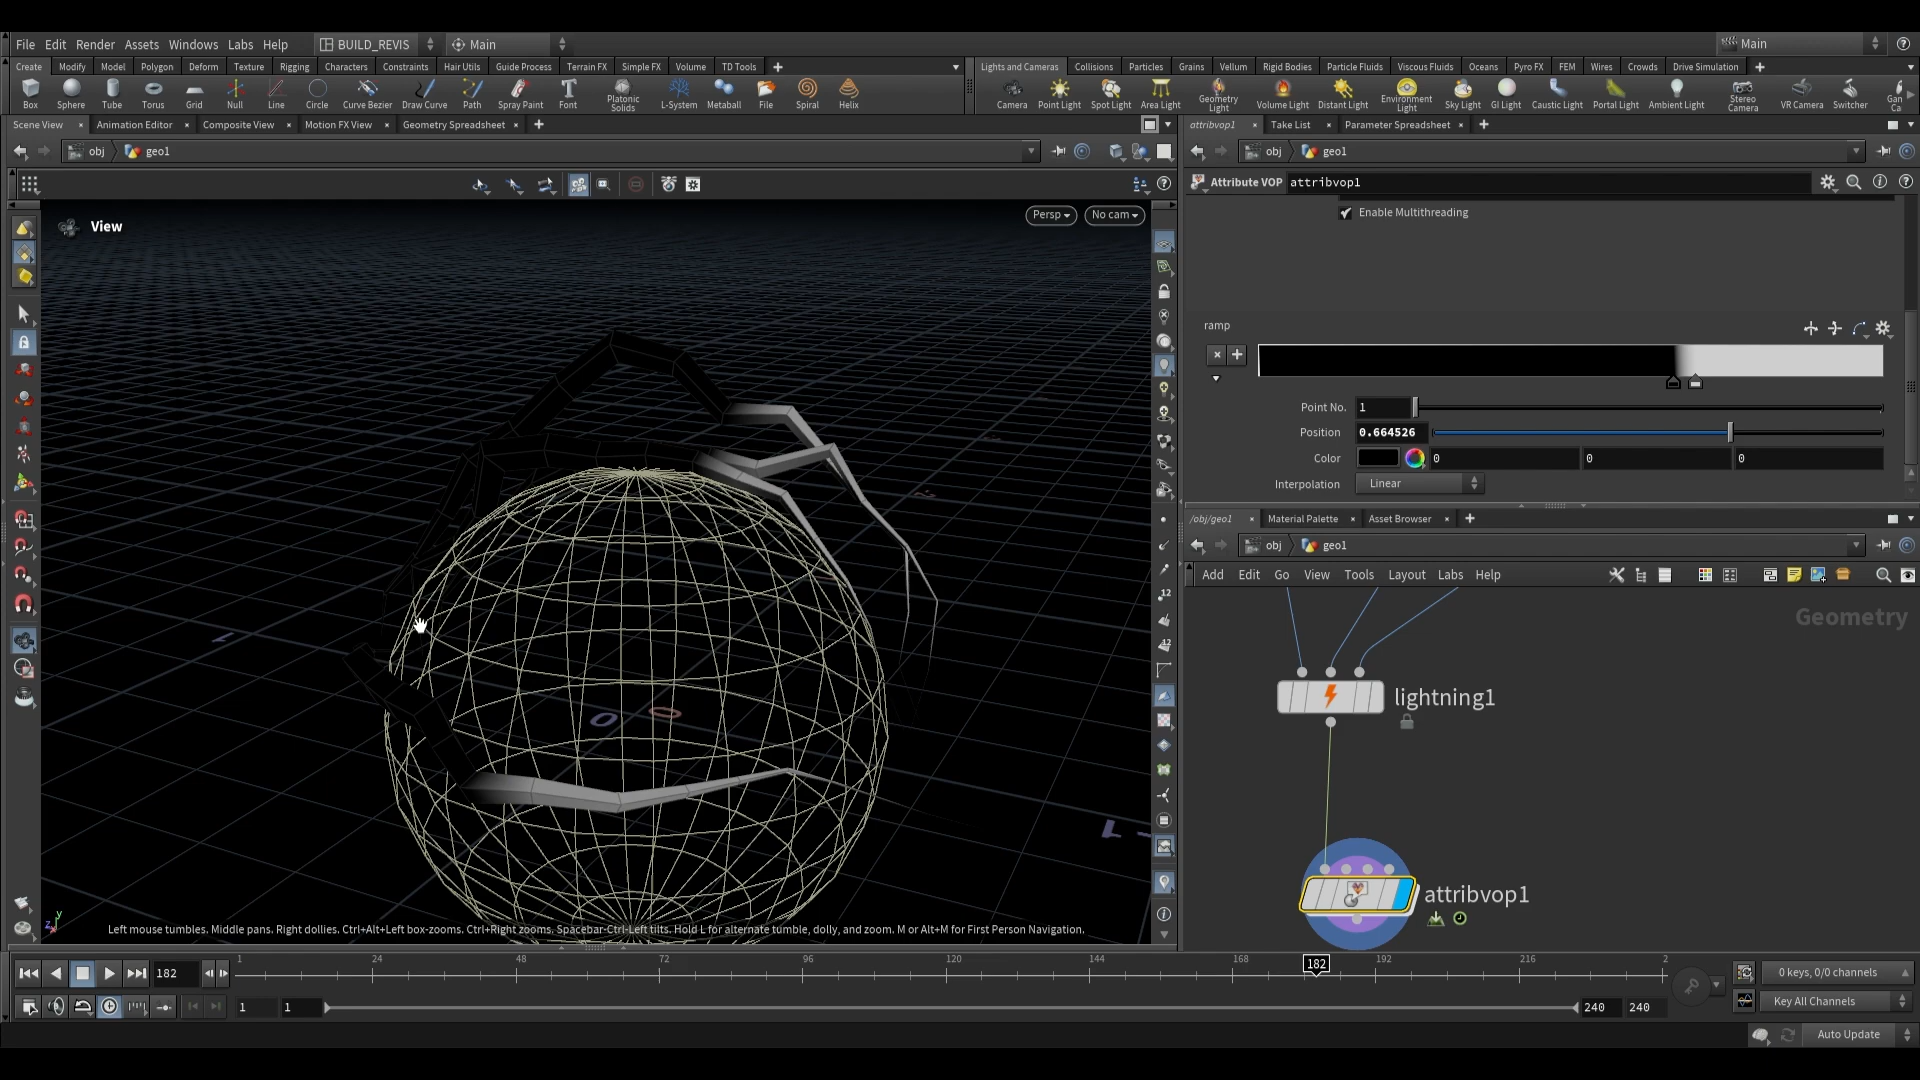 File Edit Render Assets Windows Labs Help BUILD_REVIS Main Main
Create Modify Model Polygon Deform Texture Rigging Characters Constraints Hair Utils Guide Process Terrain FX Simple FX Volume TD Tools
Lights and Cameras Collisions Particles Grains Vellum Rigid Bodies Particle Fluids Viscous Fluids Oceans Pyro FX FEM Wires Crowds Drive Simulation
Box Sphere Tube Torus Grid Null Line Circle Curve Bezier Draw Curve Path Spray Paint Font Platonic Solids L-System Metaball File Spiral Helix
Camera Point Light Spot Light Area Light Geometry Light Volume Light Distant Light Environment Light Sky Light GI Light Caustic Light Portal Light Ambient Light Stereo Camera VR Camera Switcher Gan Ca
Scene View Animation Editor Composite View Motion FX View Geometry Spreadsheet
attribvop1 Take List Parameter Spreadsheet
obj geo1
obj geo1
Attribute VOP attribvop1
View
Persp No cam
Enable Multithreading
ramp
Point No. 1
Position 0.664526
Color 0 0 0
Interpolation Linear
/obj/geo1 Material Palette Asset Browser
obj geo1
Add Edit Go View Tools Layout Labs Help
Geometry
lightning1
attribvop1
0 0
1
Left mouse tumbles. Middle pans. Right dollies. Ctrl+Alt+Left box-zooms. Ctrl+Right zooms. Spacebar-Ctrl-Left tilts. Hold L for alternate tumble, dolly, and zoom. M or Alt+M for First Person Navigation.
z y
182
1 24 48 72 96 120 144 168 182 192 216 2
0 keys, 0/0 channels
1 1 240 240
Key All Channels
Auto Update